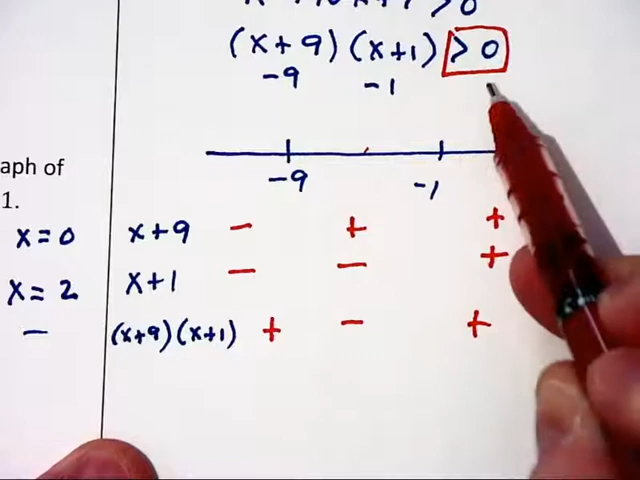 (x+9)(x+1) > 0
-9 -1
-9 -1
aph of
1.
x=0
x=2
-
x+9 - + +
x+1 - - +
(x+9)(x+1) + - +